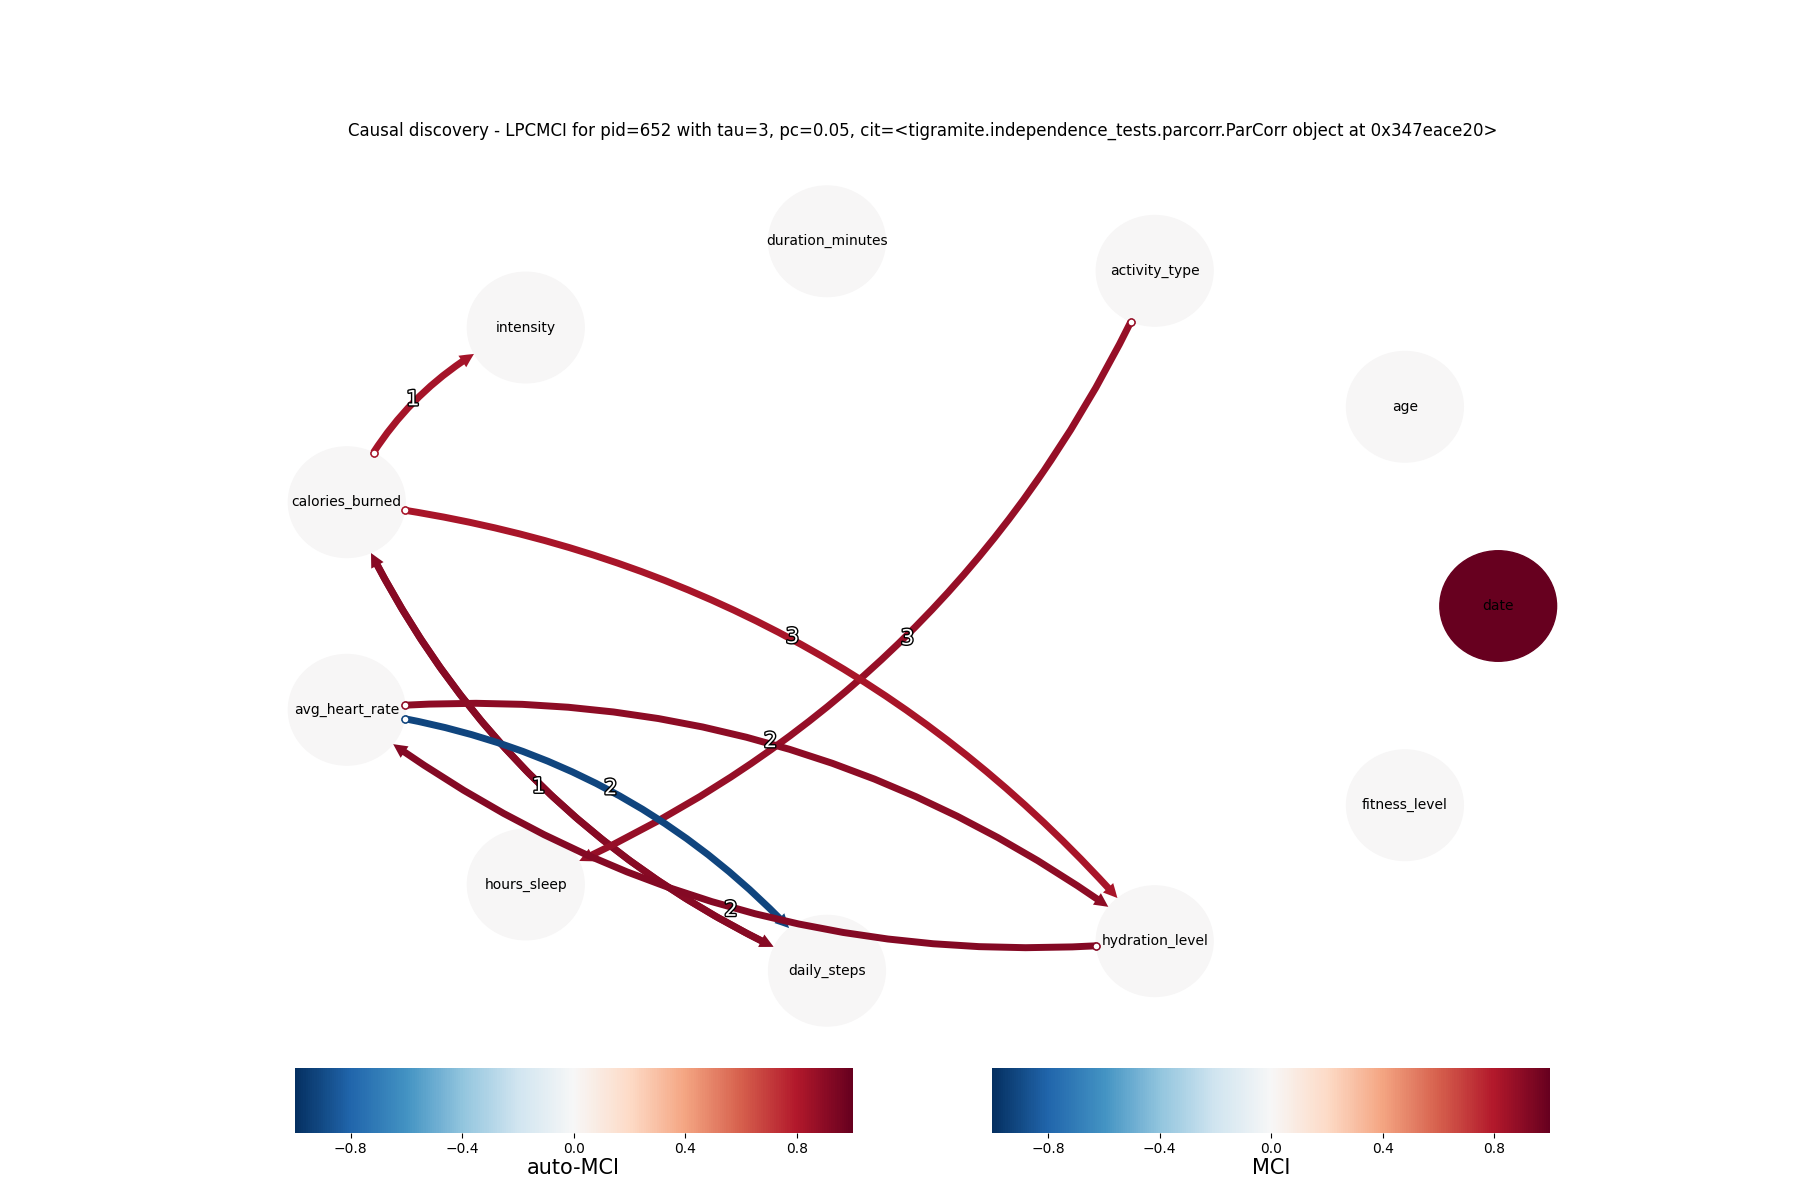 Causal discovery - LPCMCI for pid=652 with tau=3, pc=0.05, cit=<tigramite.independence_tests.parcorr.ParCorr object at 0x347eace20>
duration_minutes
activity_type
intensity
1
age
calories_burned
date
3
3
avg_heart_rate
2
1
2
fitness_level
hours_sleep
2
hydration_level
daily_steps
−0.8
−0.4
0.0
0.4
0.8
auto-MCI
−0.8
−0.4
0.0
0.4
0.8
MCI